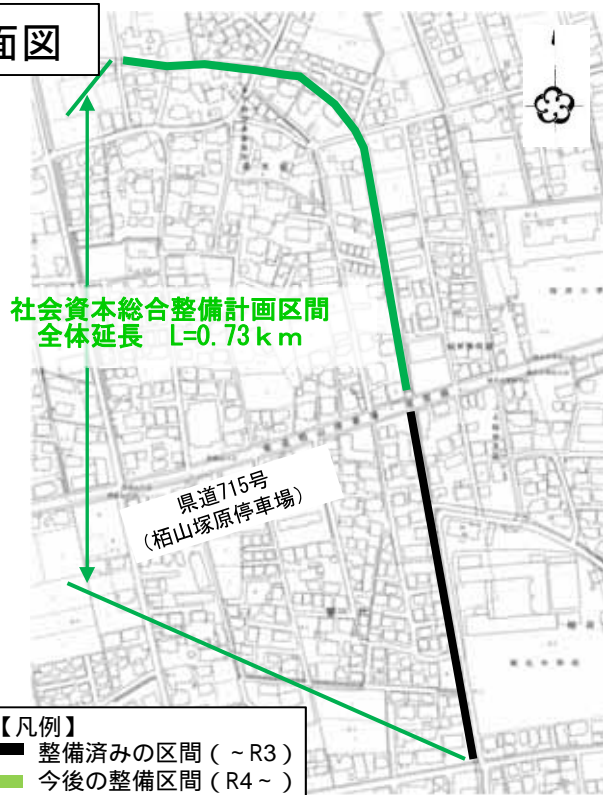 面図
社会資本総合整備計画区間
全体延長 L=0.73km
県道715号
(栢山塚原停車場)
【凡例】
整備済みの区間(~R3)
今後の整備区間(R4~)